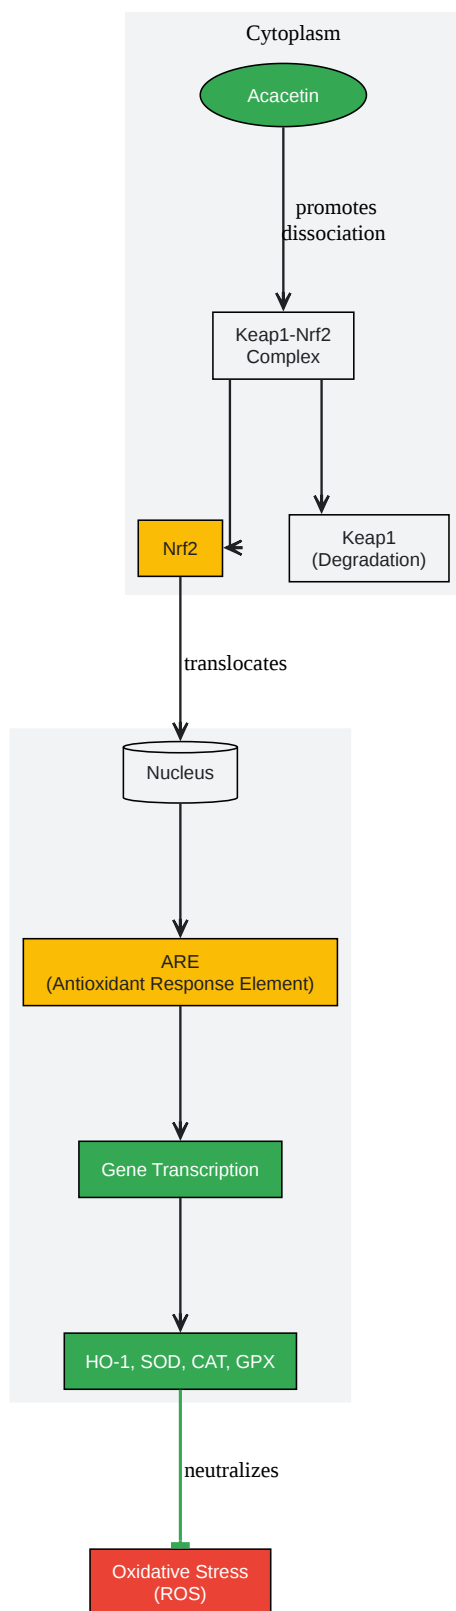 Cytoplasm
Acacetin
promotes
dissociation
Keap1-Nrf2
Complex
Nrf2
Keap1
(Degradation)
translocates
Nucleus
ARE
(Antioxidant Response Element)
Gene Transcription
HO-1, SOD, CAT, GPX
neutralizes
Oxidative Stress
(ROS)